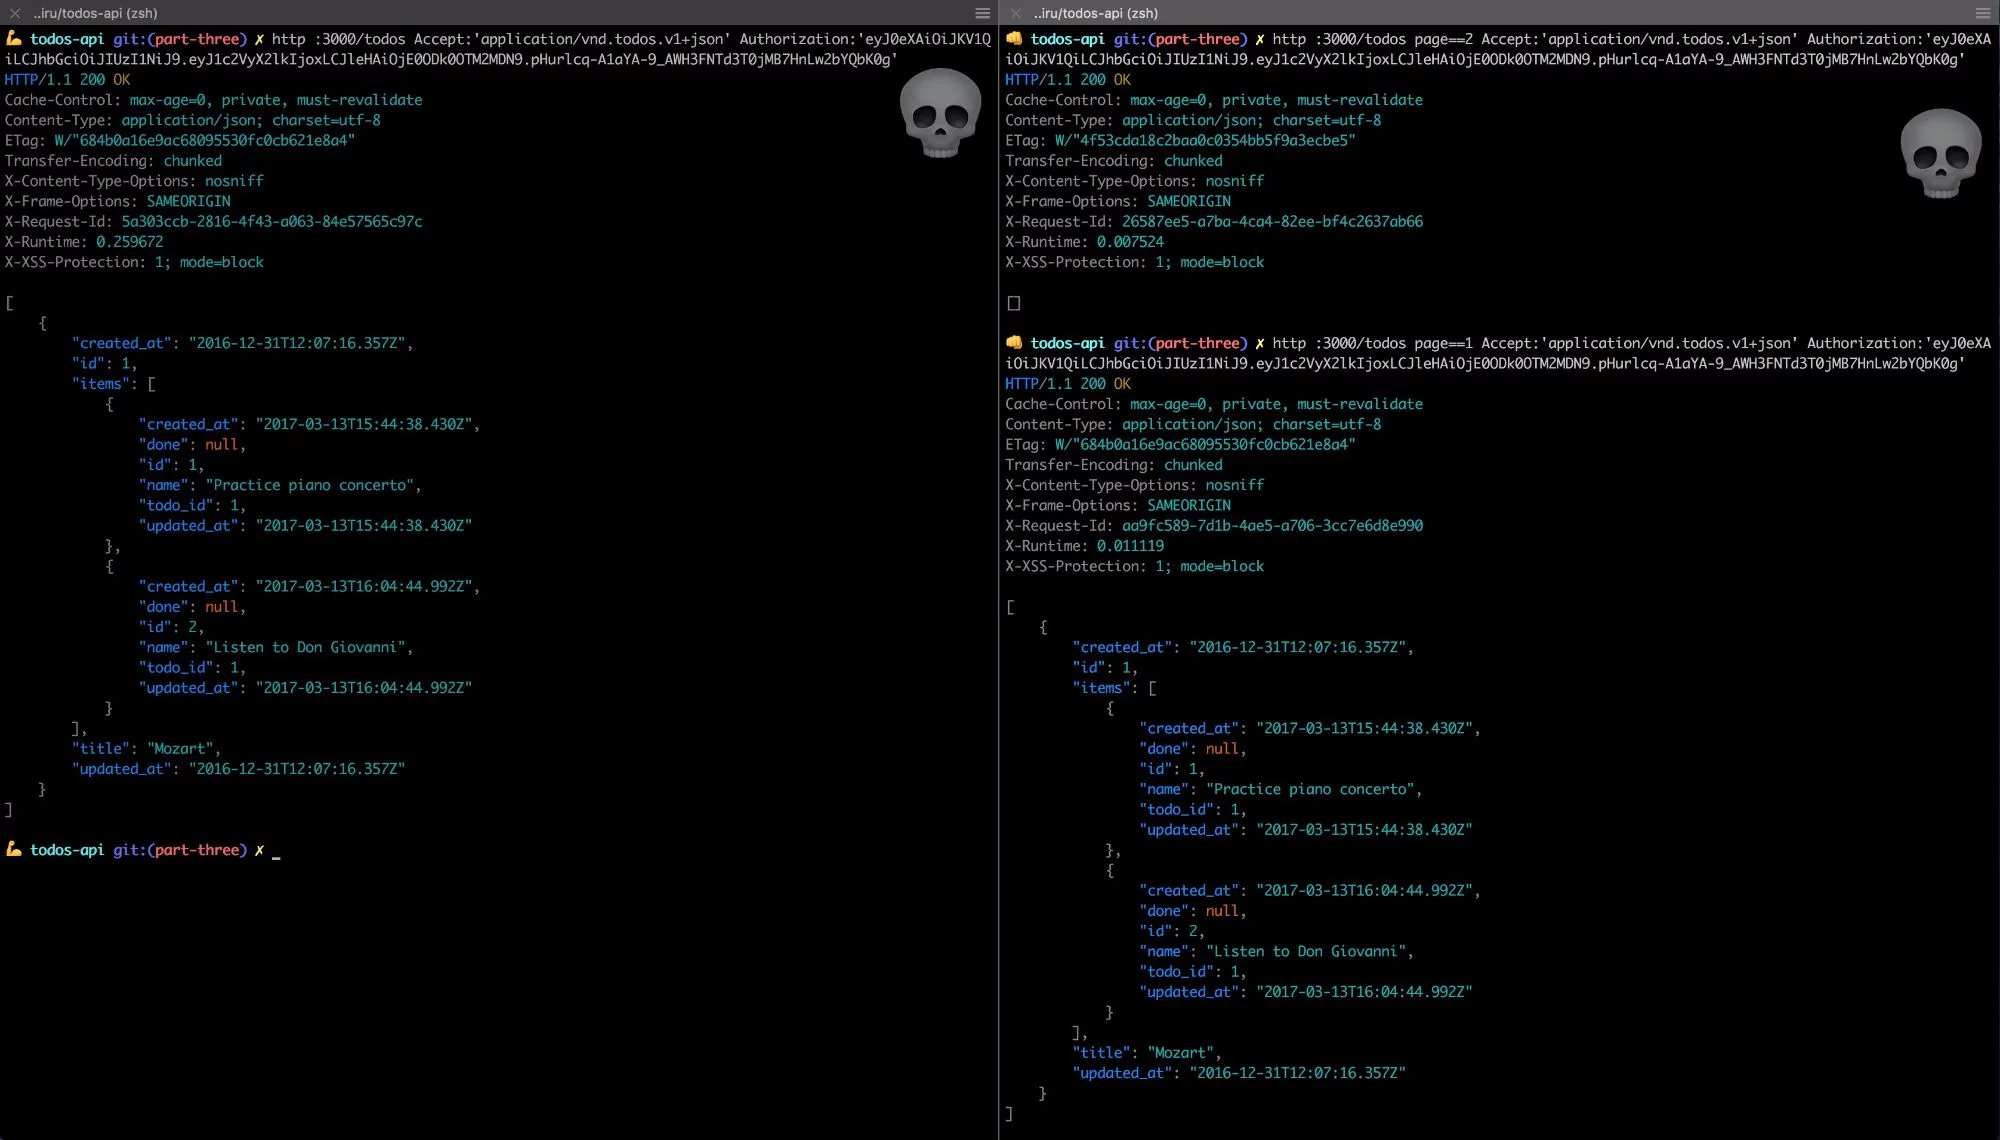 ..iru/todos-api (zsh)
💪 todos-api git:(part-three) ✗ http :3000/todos Accept:'application/vnd.todos.v1+json' Authorization:'eyJ0eXAiOiJKV1Q
iLCJhbGciOiJIUzI1NiJ9.eyJ1c2VyX2lkIjoxLCJleHAiOjE0ODk0OTM2MDN9.pHurlcq-A1aYA-9_AWH3FNTd3T0jMB7HnLw2bYQbK0g'
HTTP/1.1 200 OK
Cache-Control: max-age=0, private, must-revalidate
Content-Type: application/json; charset=utf-8
ETag: W/"684b0a16e9ac68095530fc0cb621e8a4"
Transfer-Encoding: chunked
X-Content-Type-Options: nosniff
X-Frame-Options: SAMEORIGIN
X-Request-Id: 5a303ccb-2816-4f43-a063-84e57565c97c
X-Runtime: 0.259672
X-XSS-Protection: 1; mode=block
[
{
"created_at": "2016-12-31T12:07:16.357Z",
"id": 1,
"items": [
{
"created_at": "2017-03-13T15:44:38.430Z",
"done": null,
"id": 1,
"name": "Practice piano concerto",
"todo_id": 1,
"updated_at": "2017-03-13T15:44:38.430Z"
},
{
"created_at": "2017-03-13T16:04:44.992Z",
"done": null,
"id": 2,
"name": "Listen to Don Giovanni",
"todo_id": 1,
"updated_at": "2017-03-13T16:04:44.992Z"
}
],
"title": "Mozart",
"updated_at": "2016-12-31T12:07:16.357Z"
}
]
💪 todos-api git:(part-three) ✗ _
..iru/todos-api (zsh)
👊 todos-api git:(part-three) ✗ http :3000/todos page==2 Accept:'application/vnd.todos.v1+json' Authorization:'eyJ0eXA
iOiJKV1QiLCJhbGciOiJIUzI1NiJ9.eyJ1c2VyX2lkIjoxLCJleHAiOjE0ODk0OTM2MDN9.pHurlcq-A1aYA-9_AWH3FNTd3T0jMB7HnLw2bYQbK0g'
HTTP/1.1 200 OK
Cache-Control: max-age=0, private, must-revalidate
Content-Type: application/json; charset=utf-8
ETag: W/"4f53cda18c2baa0c0354bb5f9a3ecbe5"
Transfer-Encoding: chunked
X-Content-Type-Options: nosniff
X-Frame-Options: SAMEORIGIN
X-Request-Id: 26587ee5-a7ba-4ca4-82ee-bf4c2637ab66
X-Runtime: 0.007524
X-XSS-Protection: 1; mode=block
[]
👊 todos-api git:(part-three) ✗ http :3000/todos page==1 Accept:'application/vnd.todos.v1+json' Authorization:'eyJ0eXA
iOiJKV1QiLCJhbGciOiJIUzI1NiJ9.eyJ1c2VyX2lkIjoxLCJleHAiOjE0ODk0OTM2MDN9.pHurlcq-A1aYA-9_AWH3FNTd3T0jMB7HnLw2bYQbK0g'
HTTP/1.1 200 OK
Cache-Control: max-age=0, private, must-revalidate
Content-Type: application/json; charset=utf-8
ETag: W/"684b0a16e9ac68095530fc0cb621e8a4"
Transfer-Encoding: chunked
X-Content-Type-Options: nosniff
X-Frame-Options: SAMEORIGIN
X-Request-Id: aa9fc589-7d1b-4ae5-a706-3cc7e6d8e990
X-Runtime: 0.011119
X-XSS-Protection: 1; mode=block
[
{
"created_at": "2016-12-31T12:07:16.357Z",
"id": 1,
"items": [
{
"created_at": "2017-03-13T15:44:38.430Z",
"done": null,
"id": 1,
"name": "Practice piano concerto",
"todo_id": 1,
"updated_at": "2017-03-13T15:44:38.430Z"
},
{
"created_at": "2017-03-13T16:04:44.992Z",
"done": null,
"id": 2,
"name": "Listen to Don Giovanni",
"todo_id": 1,
"updated_at": "2017-03-13T16:04:44.992Z"
}
],
"title": "Mozart",
"updated_at": "2016-12-31T12:07:16.357Z"
}
]